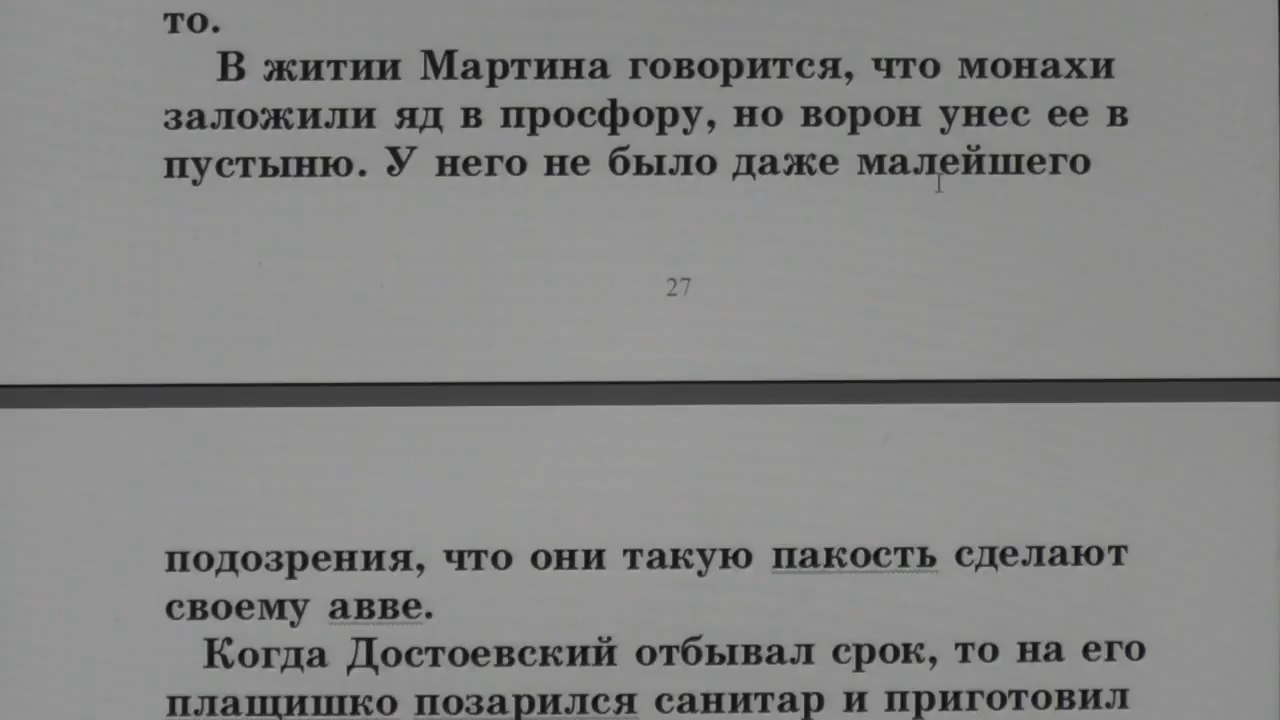 то.
В житии Мартина говорится, что монахи
заложили яд в просфору, но ворон унес ее в
пустыню. У него не было даже малейшего
27
подозрения, что они такую пакость сделают
своему авве.
Когда Достоевский отбывал срок, то на его
плащишко позарился санитар и приготовил